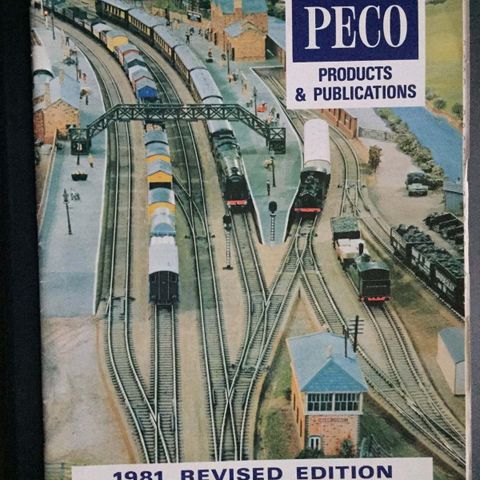 PECO
PRODUCTS
& PUBLICATIONS
1981 REVISED EDITION